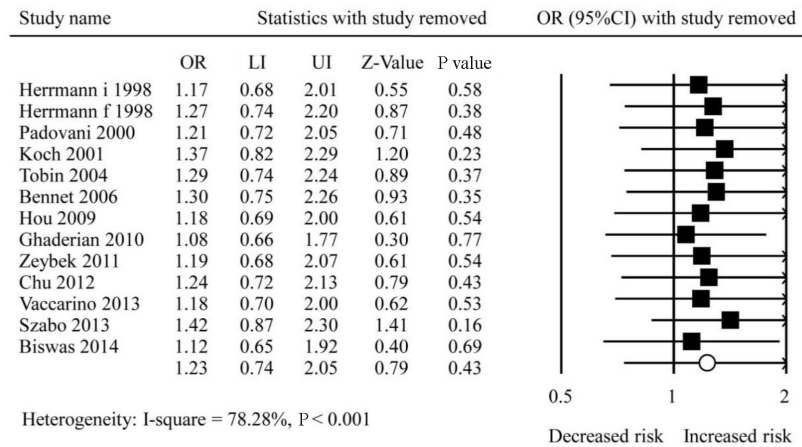 Study name Statistics with study removed OR (95%CI) with study removed
OR LI UI Z-Value P value
Herrmann i 1998 1.17 0.68 2.01 0.55 0.58
Herrmann f 1998 1.27 0.74 2.20 0.87 0.38
Padovani 2000 1.21 0.72 2.05 0.71 0.48
Koch 2001 1.37 0.82 2.29 1.20 0.23
Tobin 2004 1.29 0.74 2.24 0.89 0.37
Bennet 2006 1.30 0.75 2.26 0.93 0.35
Hou 2009 1.18 0.69 2.00 0.61 0.54
Ghaderian 2010 1.08 0.66 1.77 0.30 0.77
Zeybek 2011 1.19 0.68 2.07 0.61 0.54
Chu 2012 1.24 0.72 2.13 0.79 0.43
Vaccarino 2013 1.18 0.70 2.00 0.62 0.53
Szabo 2013 1.42 0.87 2.30 1.41 0.16
Biswas 2014 1.12 0.65 1.92 0.40 0.69
1.23 0.74 2.05 0.79 0.43
0.5 1 2
Heterogeneity: I-square = 78.28%, P < 0.001
Decreased risk Increased risk